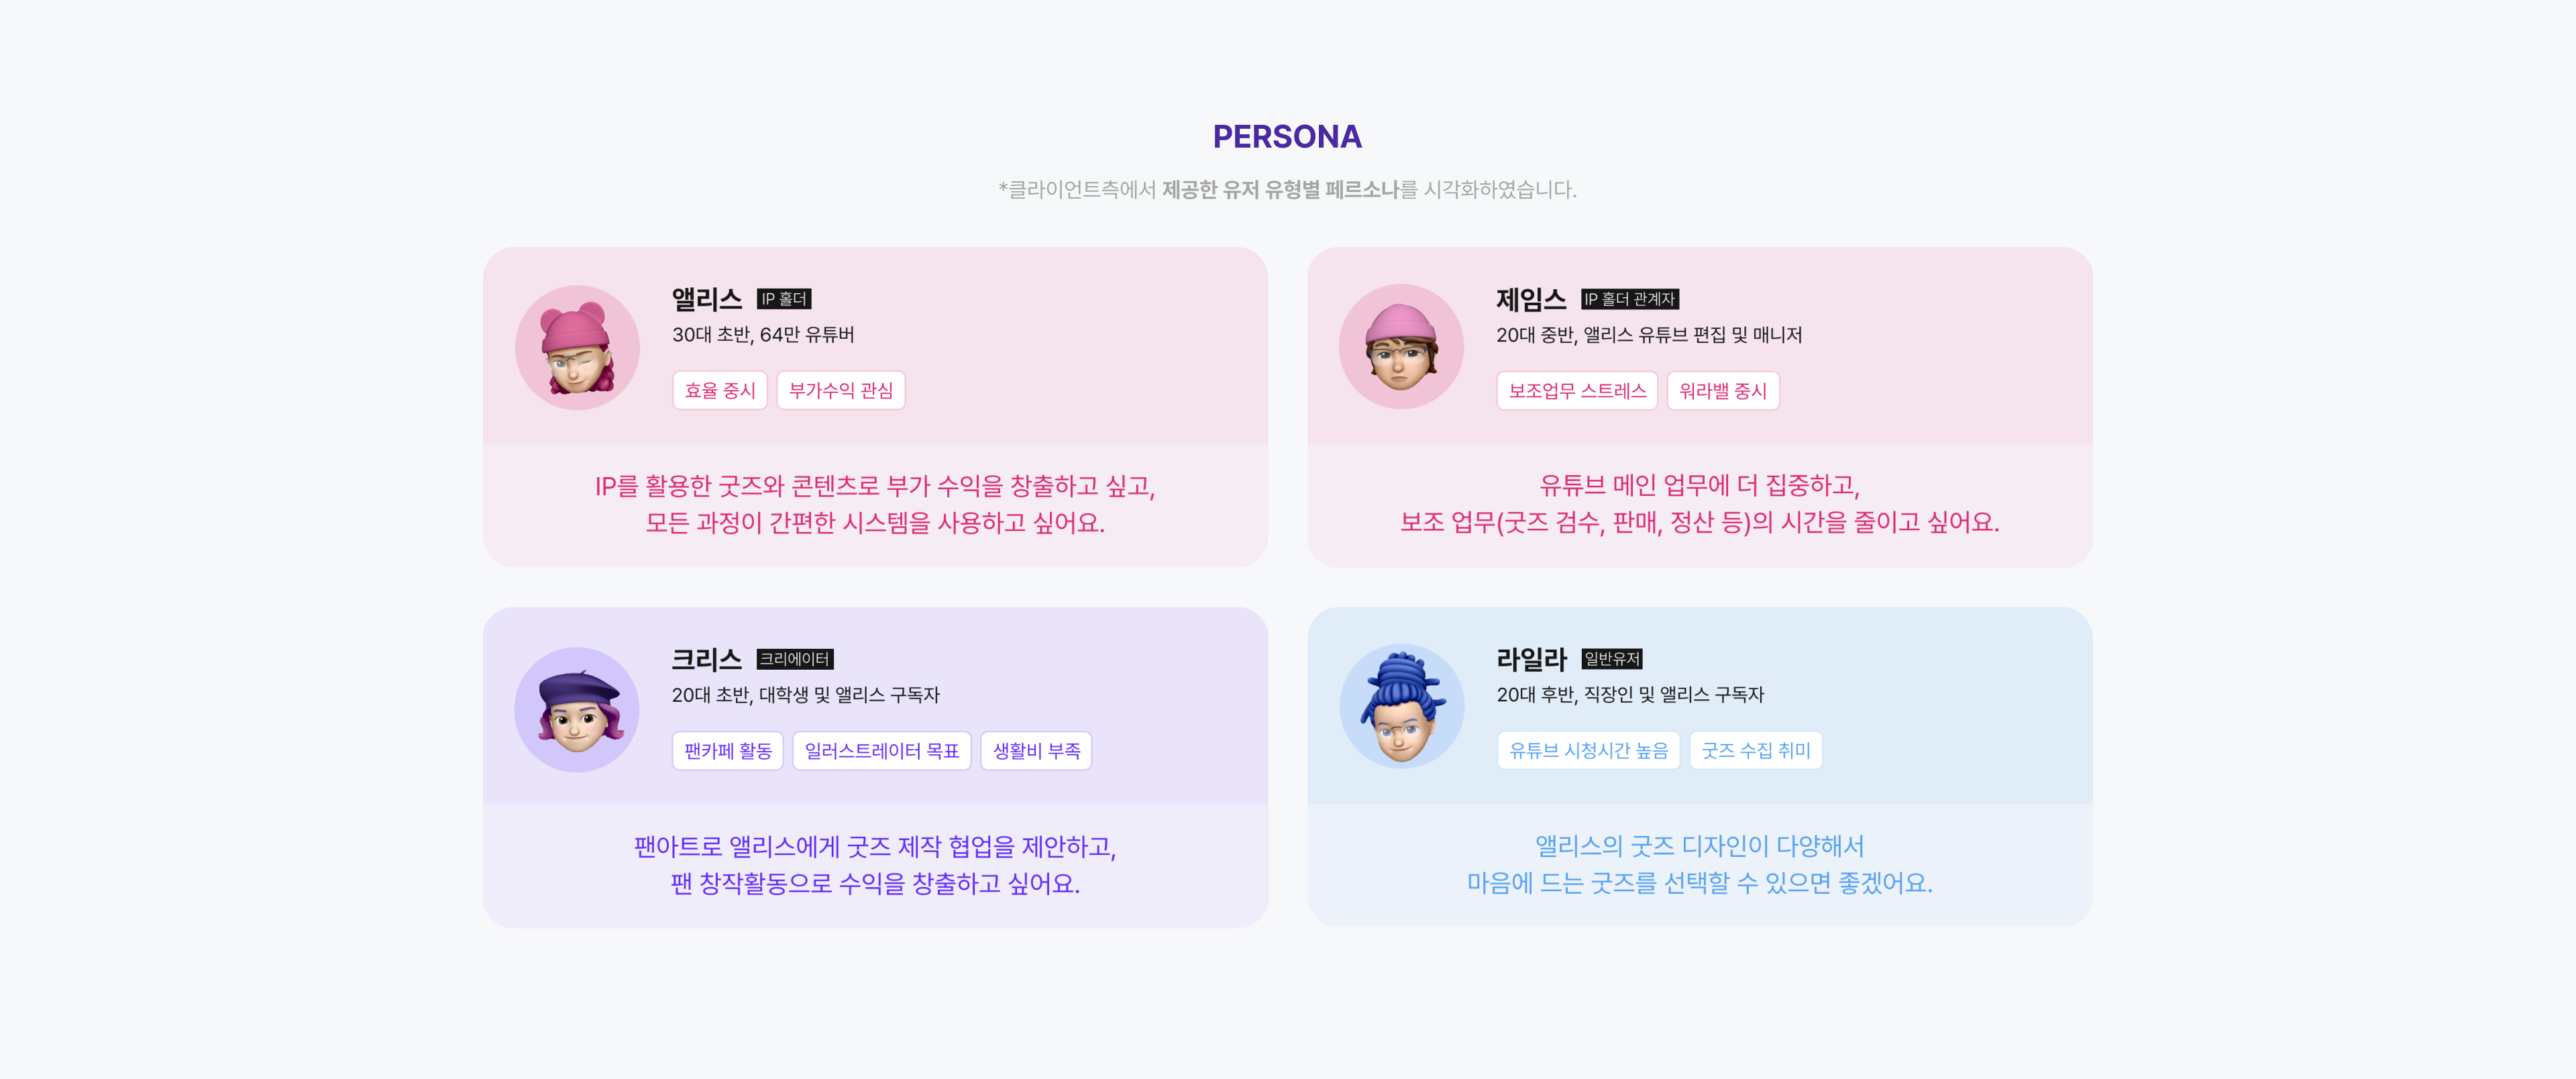 PERSONA
*클라이언트측에서 제공한 유저 유형별 페르소나를 시각화하였습니다.
앨리스 IP 홀더
30대 초반, 64만 유튜버
효율 중시 부가수익 관심
IP를 활용한 굿즈와 콘텐츠로 부가 수익을 창출하고 싶고,
모든 과정이 간편한 시스템을 사용하고 싶어요.
제임스 IP 홀더 관계자
20대 중반, 앨리스 유튜브 편집 및 매니저
보조업무 스트레스 워라밸 중시
유튜브 메인 업무에 더 집중하고,
보조 업무(굿즈 검수, 판매, 정산 등)의 시간을 줄이고 싶어요.
크리스 크리에이터
20대 초반, 대학생 및 앨리스 구독자
팬카페 활동 일러스트레이터 목표 생활비 부족
팬아트로 앨리스에게 굿즈 제작 협업을 제안하고,
팬 창작활동으로 수익을 창출하고 싶어요.
라일라 일반유저
20대 후반, 직장인 및 앨리스 구독자
유튜브 시청시간 높음 굿즈 수집 취미
앨리스의 굿즈 디자인이 다양해서
마음에 드는 굿즈를 선택할 수 있으면 좋겠어요.